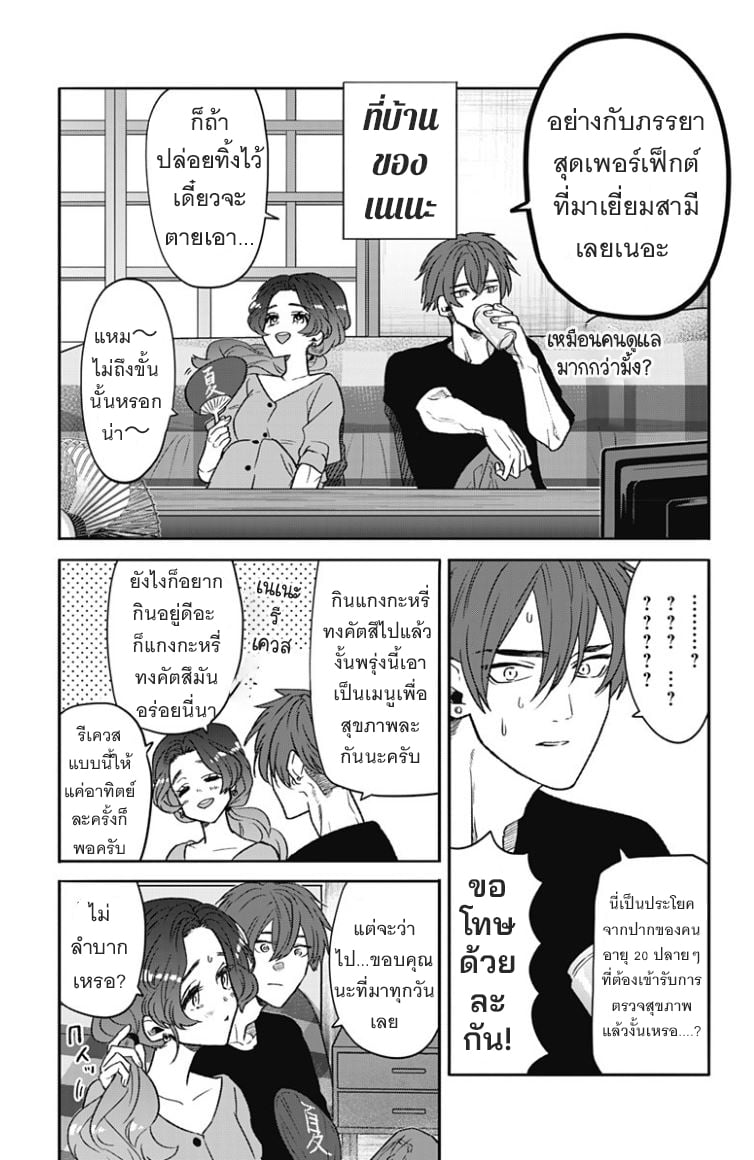 อย่างกับภรรยา
สุดเพอร์เฟ็กต์
ที่มาเยี่ยมสามี
เลยเนอะ
เหมือนคนดูแล
มากกว่ามั้ง?
ที่บ้าน
ของ
เนเนะ
ก็ถ้า
ปล่อยทิ้งไว้
เดี๋ยวจะ
ตายเอา...
แหม～
ไม่ถึงขั้น
นั้นหรอก
น่า～
夏
………?
???? …?
?????
นี่เป็นประโยค
จากปากของคน
อายุ 20 ปลายๆ
ที่ต้องเข้ารับการ
ตรวจสุขภาพ
แล้วงั้นเหรอ....?
ขอ
โทษ
ด้วย
ละ
กัน!
กินแกงกะหรี่
ทงคัตสึไปแล้ว
งั้นพรุ่งนี้เอา
เป็นเมนูเพื่อ
สุขภาพละ
กันนะครับ
เนเนะ
รี
เควส
ยังไงก็อยาก
กินอยู่ดีอะ
ก็แกงกะหรี่
ทงคัตสึมัน
อร่อยนี่นา
รีเควส
แบบนี้ให้
แค่อาทิตย์
ละครั้งก็
พอครับ
แต่จะว่า
ไป...ขอบคุณ
นะที่มาทุกวัน
เลย
ไม่
ลำบาก
เหรอ?
夏